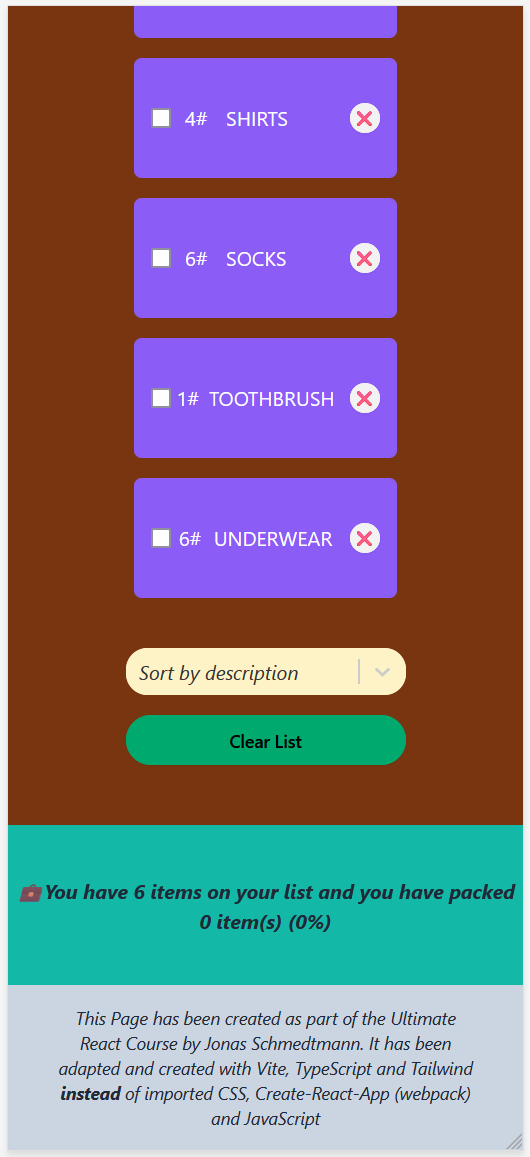 4# SHIRTS
6# SOCKS
1# TOOTHBRUSH
6# UNDERWEAR
Sort by description
Clear List
You have 6 items on your list and you have packed
0 item(s) (0%)
This Page has been created as part of the Ultimate
React Course by Jonas Schmedtmann. It has been
adapted and created with Vite, TypeScript and Tailwind
instead of imported CSS, Create-React-App (webpack)
and JavaScript